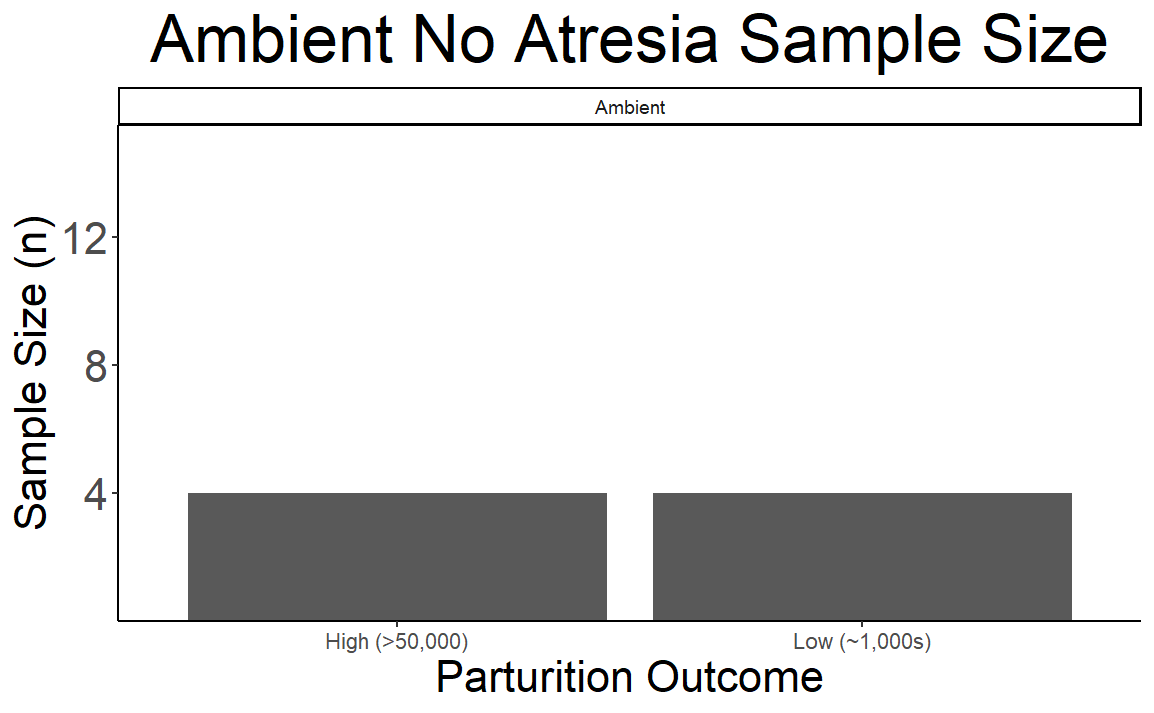 Ambient No Atresia Sample Size
Ambient
Sample Size (n)
12
8
4
High (>50,000)
Low (~1,000s)
Parturition Outcome